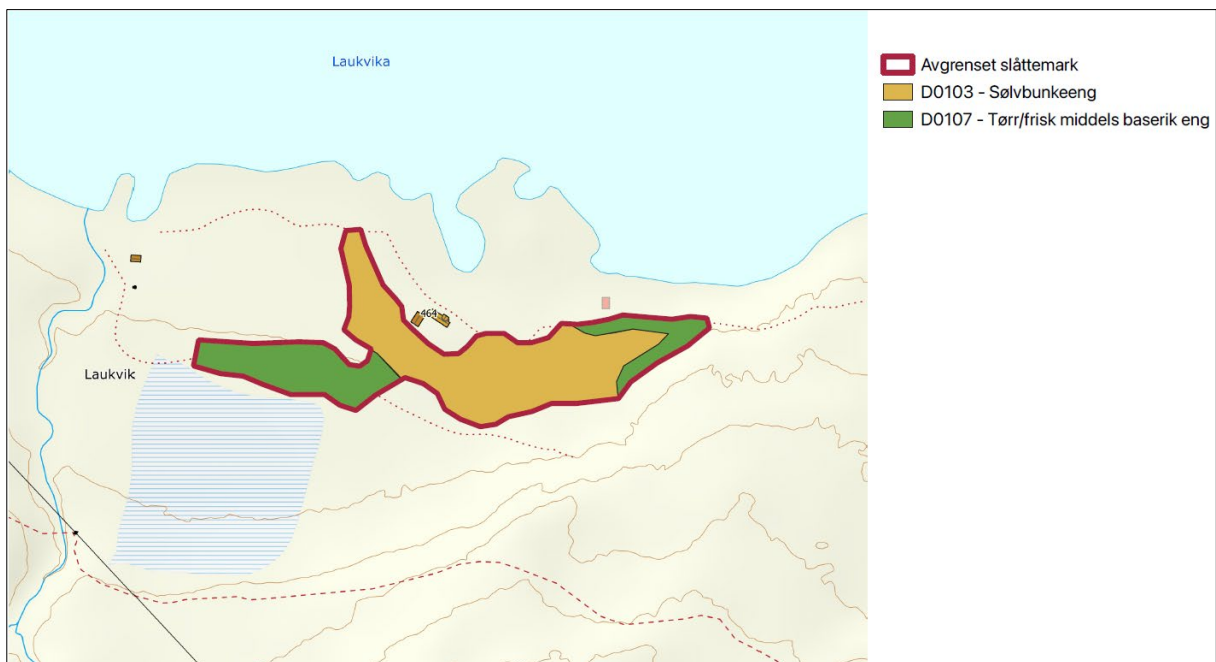 Laukvika
Avgrenset slåttemark
D0103 - Sølvbunkeeng
D0107 - Tørr/frisk middels baserik eng
464
Laukvik